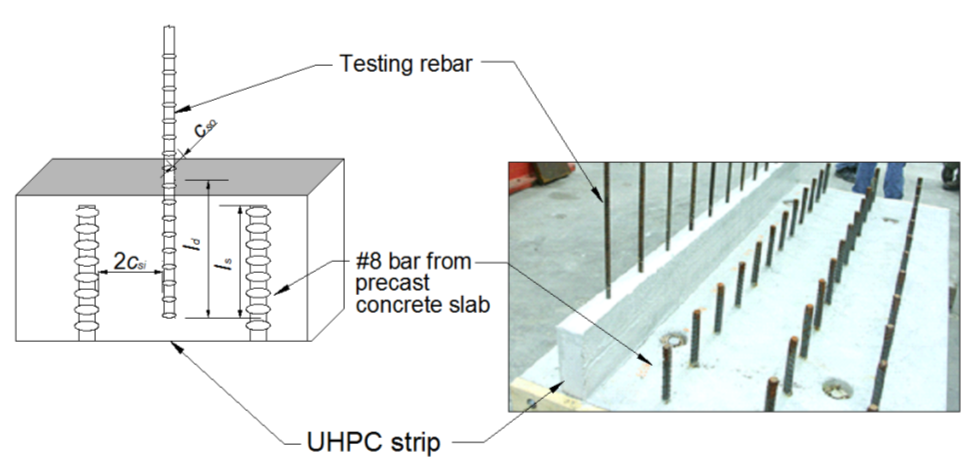 Testing rebar
c_so
l_d
l_s
2c_si
#8 bar from
precast
concrete slab
UHPC strip